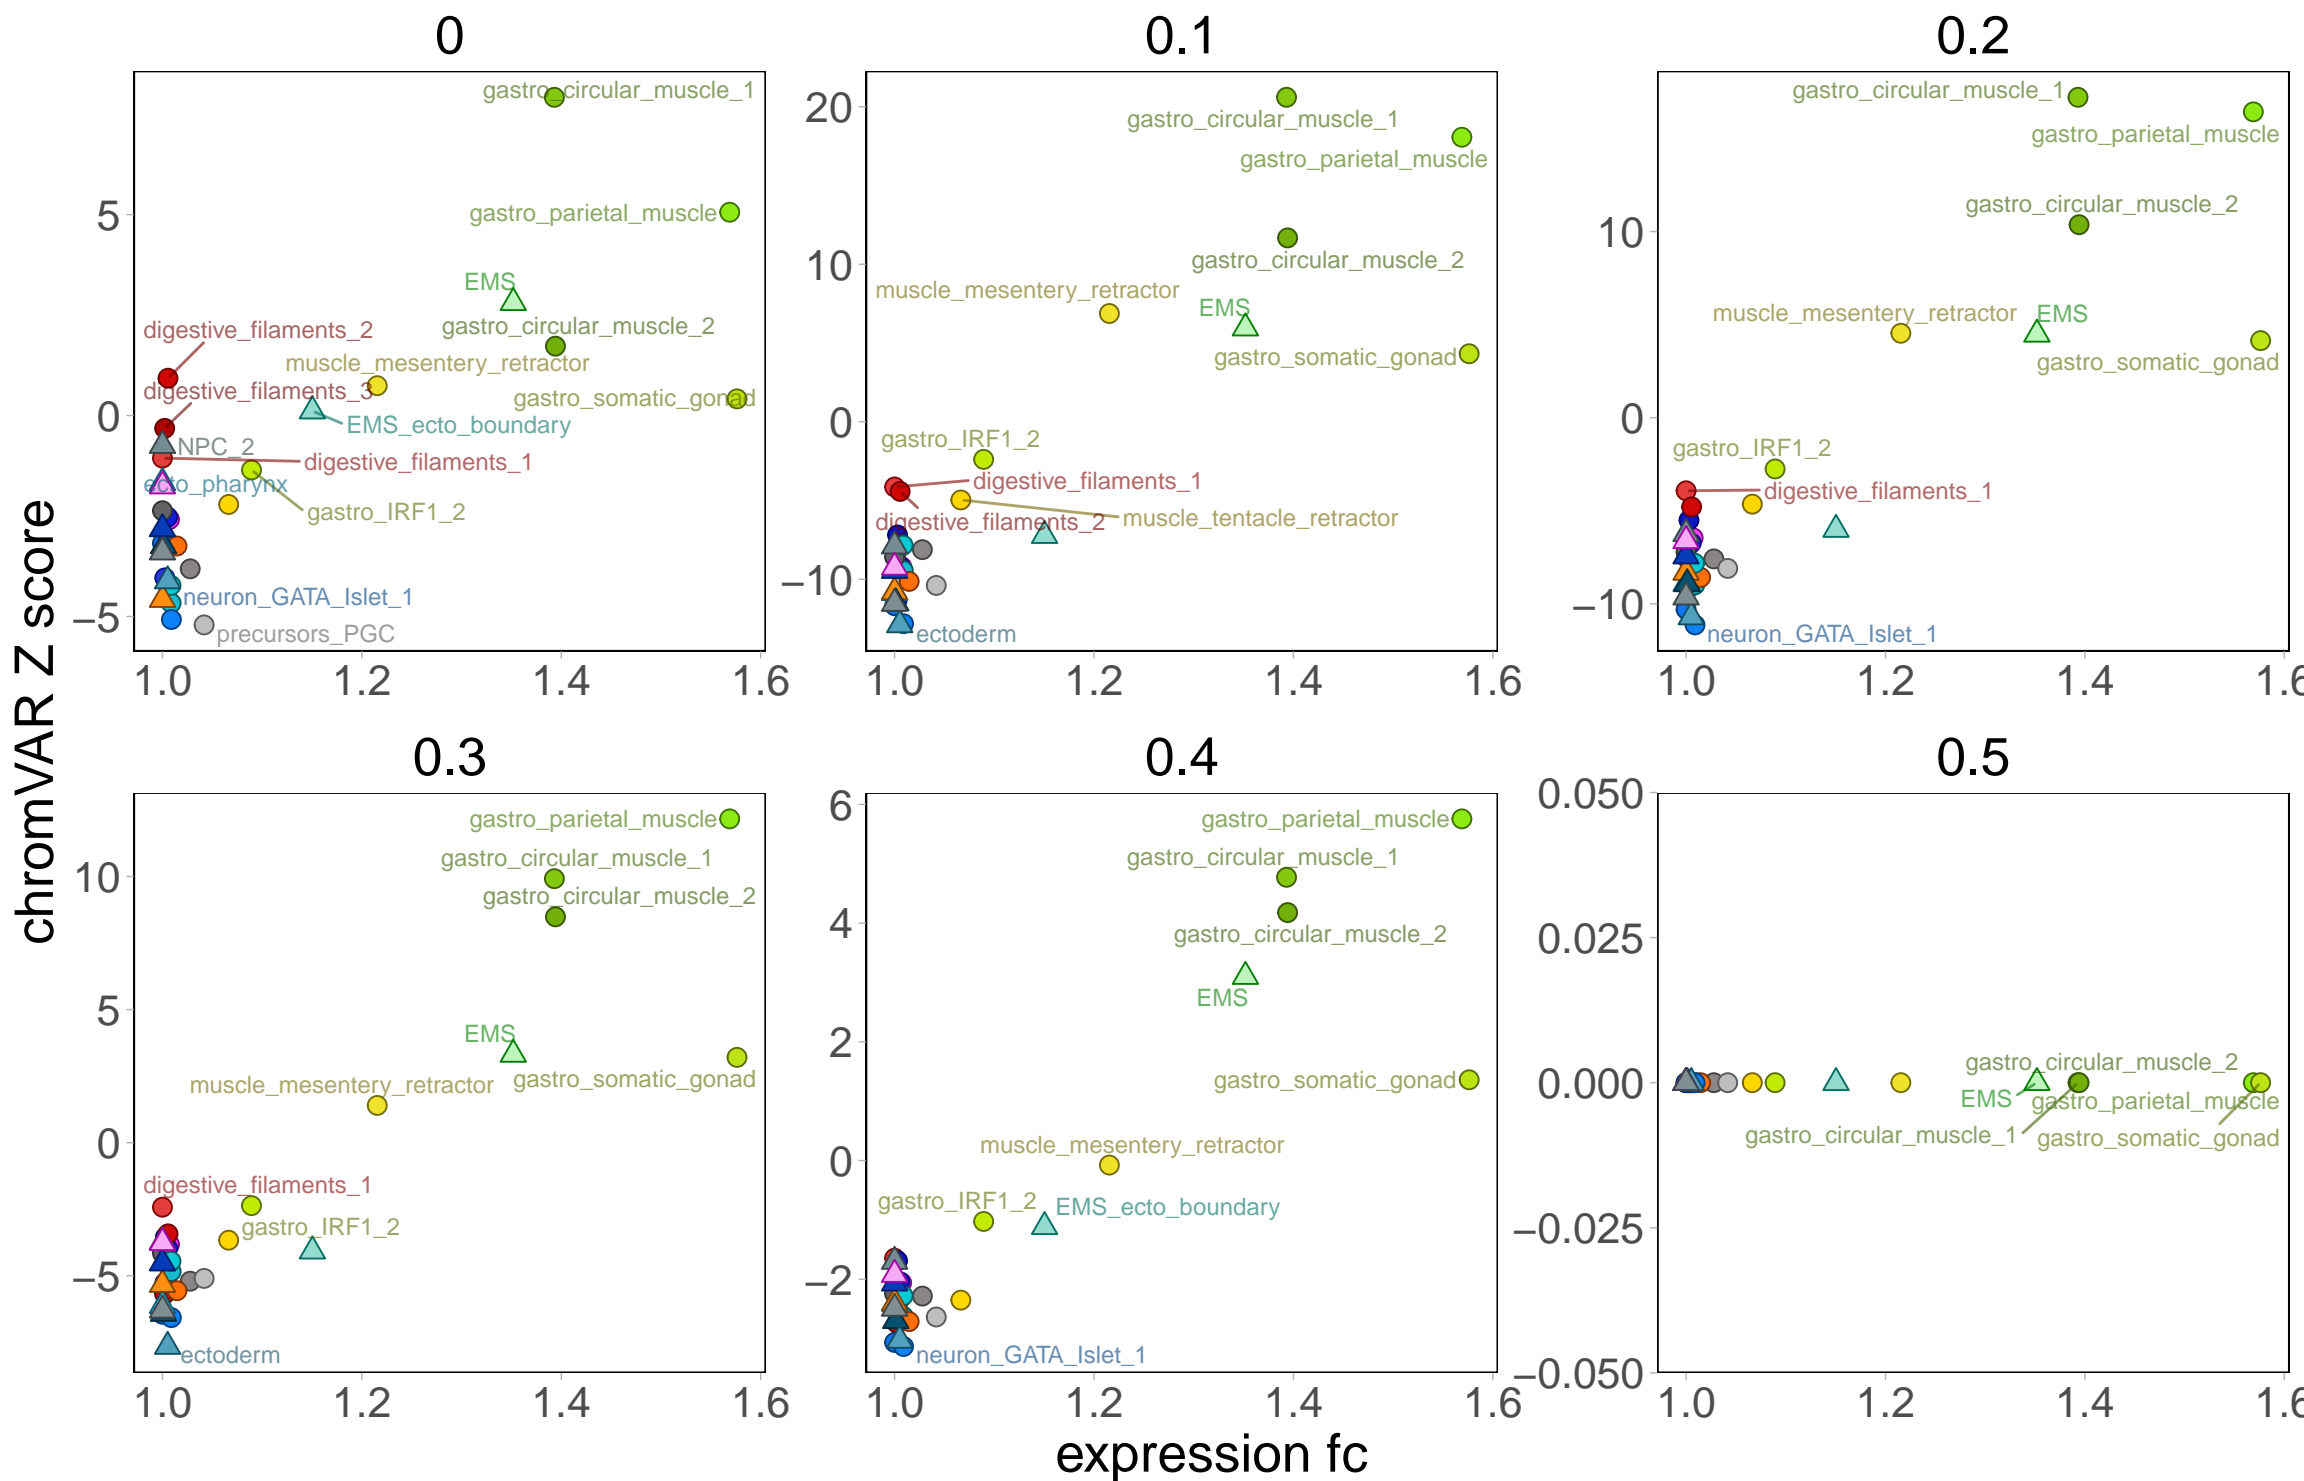 0
0.1
0.2
gastro_circular_muscle_1
gastro_parietal_muscle
EMS
gastro_circular_muscle_2
digestive_filaments_2
muscle_mesentery_retractor
digestive_filaments_3
gastro_somatic_gonad
EMS_ecto_boundary
NPC_2
digestive_filaments_1
ecto_pharynx
gastro_IRF1_2
neuron_GATA_Islet_1
precursors_PGC
5
0
−5
1.0
1.2
1.4
1.6
gastro_circular_muscle_1
gastro_parietal_muscle
gastro_circular_muscle_2
muscle_mesentery_retractor
EMS
gastro_somatic_gonad
gastro_IRF1_2
digestive_filaments_1
digestive_filaments_2
muscle_tentacle_retractor
ectoderm
20
10
0
−10
1.0
1.2
1.4
1.6
gastro_circular_muscle_1
gastro_parietal_muscle
gastro_circular_muscle_2
muscle_mesentery_retractor
EMS
gastro_somatic_gonad
gastro_IRF1_2
digestive_filaments_1
neuron_GATA_Islet_1
10
0
−10
1.0
1.2
1.4
1.6
chromVAR Z score
0.3
0.4
0.5
gastro_parietal_muscle
gastro_circular_muscle_1
gastro_circular_muscle_2
EMS
gastro_somatic_gonad
muscle_mesentery_retractor
digestive_filaments_1
gastro_IRF1_2
ectoderm
10
5
0
−5
1.0
1.2
1.4
1.6
gastro_parietal_muscle
gastro_circular_muscle_1
gastro_circular_muscle_2
EMS
gastro_somatic_gonad
muscle_mesentery_retractor
gastro_IRF1_2
EMS_ecto_boundary
neuron_GATA_Islet_1
6
4
2
0
−2
1.0
1.2
1.4
1.6
gastro_circular_muscle_2
EMS
gastro_parietal_muscle
gastro_circular_muscle_1
gastro_somatic_gonad
0.050
0.025
0.000
−0.025
−0.050
1.0
1.2
1.4
1.6
expression fc